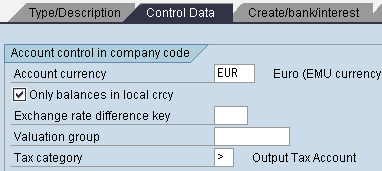 Type/Description Control Data Create/bank/interest
Account control in company code
Account currency EUR Euro (EMU currency
Only balances in local crcy
Exchange rate difference key
Valuation group
Tax category > Output Tax Account